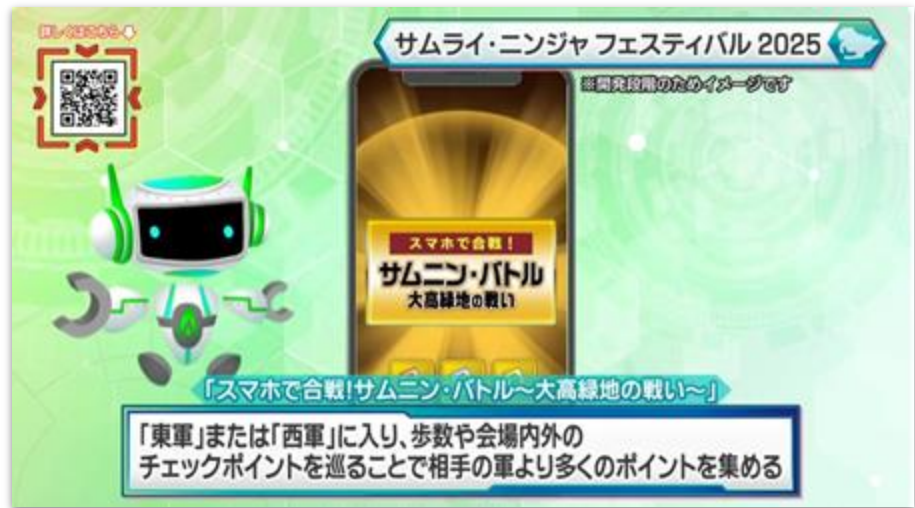 詳しくはこちら
サムライ・ニンジャ フェスティバル 2025
※開発段階のためイメージです
スマホで合戦！
サムニン・バトル
大高緑地の戦い
「スマホで合戦!サムニン・バトル～大高緑地の戦い～」
「東軍」または「西軍」に入り、歩数や会場内外の
チェックポイントを巡ることで相手の軍より多くのポイントを集める